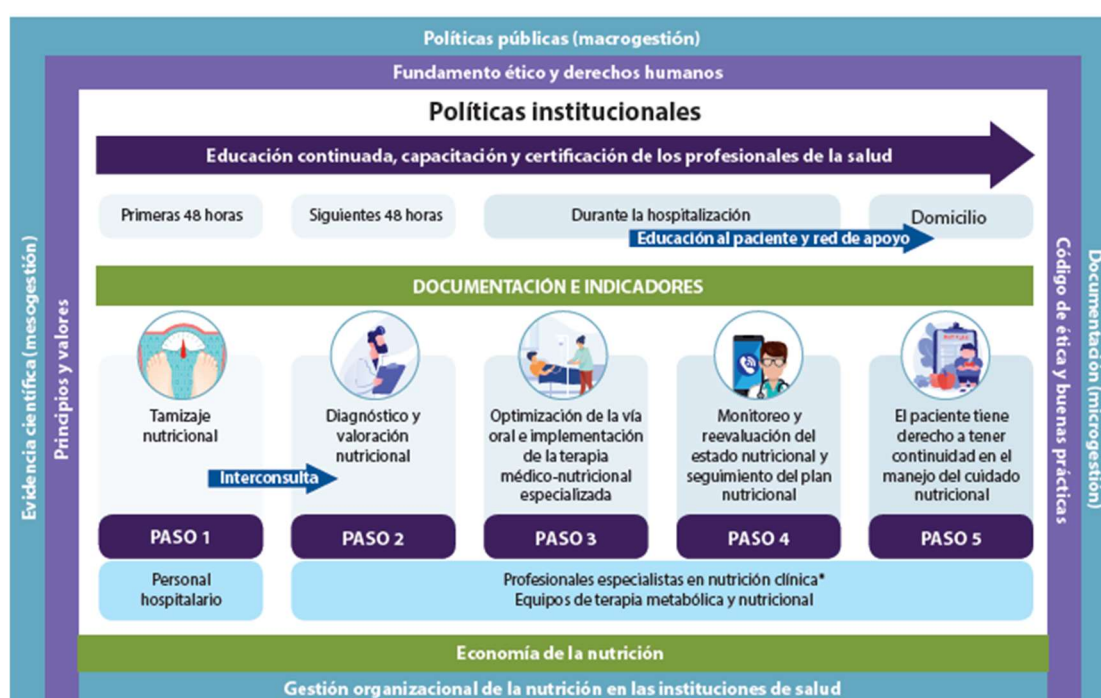 Políticas públicas (macrogestión)
Fundamento ético y derechos humanos
Políticas institucionales
Educación continuada, capacitación y certificación de los profesionales de la salud
Primeras 48 horas
Siguientes 48 horas
Durante la hospitalización
Domicilio
Educación al paciente y red de apoyo
DOCUMENTACIÓN E INDICADORES
Tamizaje
nutricional
Interconsulta
Diagnóstico y
valoración
nutricional
Optimización de la vía
oral e implementación
de la terapia
médico-nutricional
especializada
Monitoreo y
reevaluación del
estado nutricional y
seguimiento del plan
nutricional
El paciente tiene
derecho a tener
continuidad en el
manejo del cuidado
nutricional
PASO 1
PASO 2
PASO 3
PASO 4
PASO 5
Personal
hospitalario
Profesionales especialistas en nutrición clínica*
Equipos de terapia metabólica y nutricional
Economía de la nutrición
Gestión organizacional de la nutrición en las instituciones de salud
Evidencia científica (mesogestión)
Principios y valores
Código de ética y buenas prácticas
Documentación (microgestión)